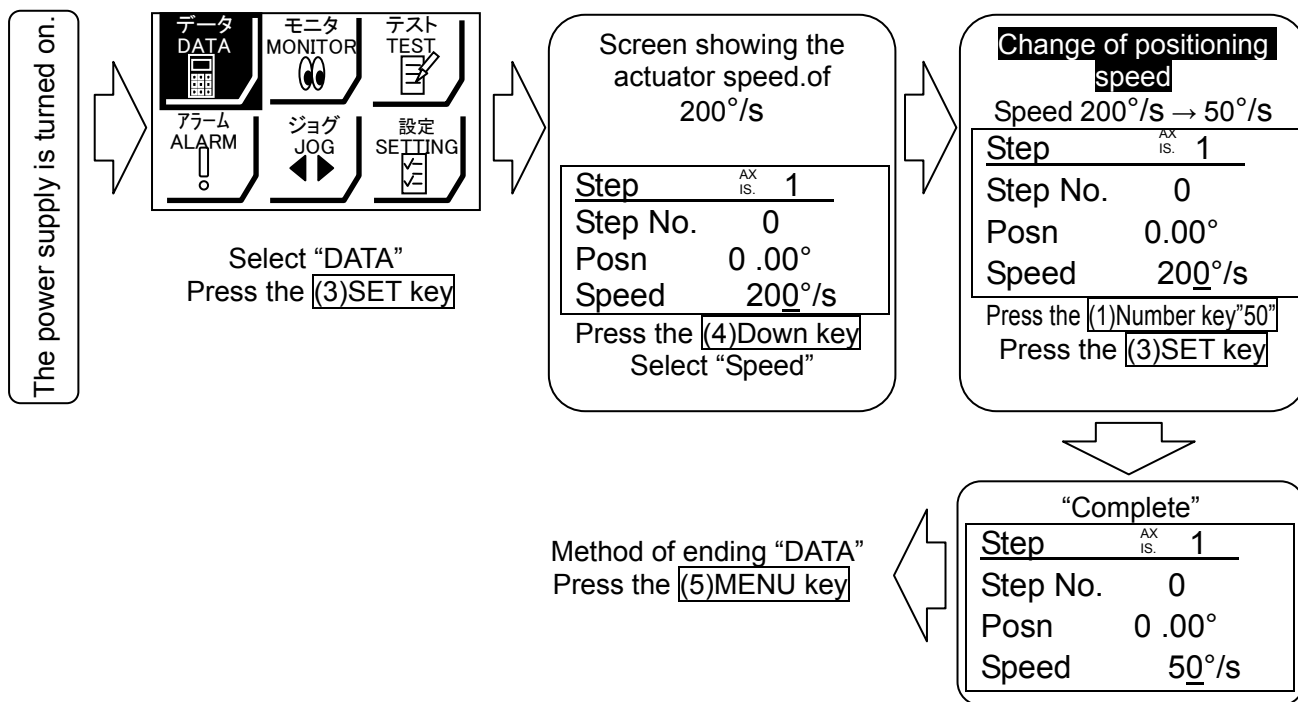 The power supply is turned on.
データ
DATA
モニタ
MONITOR
テスト
TEST
アラーム
ALARM
ジョグ
JOG
設定
SETTING
Select “DATA”
Press the (3)SET key
Screen showing the
actuator speed.of
200°/s
Step AX IS. 1
Step No. 0
Posn 0 .00°
Speed 200°/s
Press the (4)Down key
Select “Speed”
Change of positioning
speed
Speed 200°/s → 50°/s
Step AX IS. 1
Step No. 0
Posn 0.00°
Speed 200°/s
Press the (1)Number key”50”
Press the (3)SET key
“Complete”
Step AX IS. 1
Step No. 0
Posn 0 .00°
Speed 50°/s
Method of ending “DATA”
Press the (5)MENU key